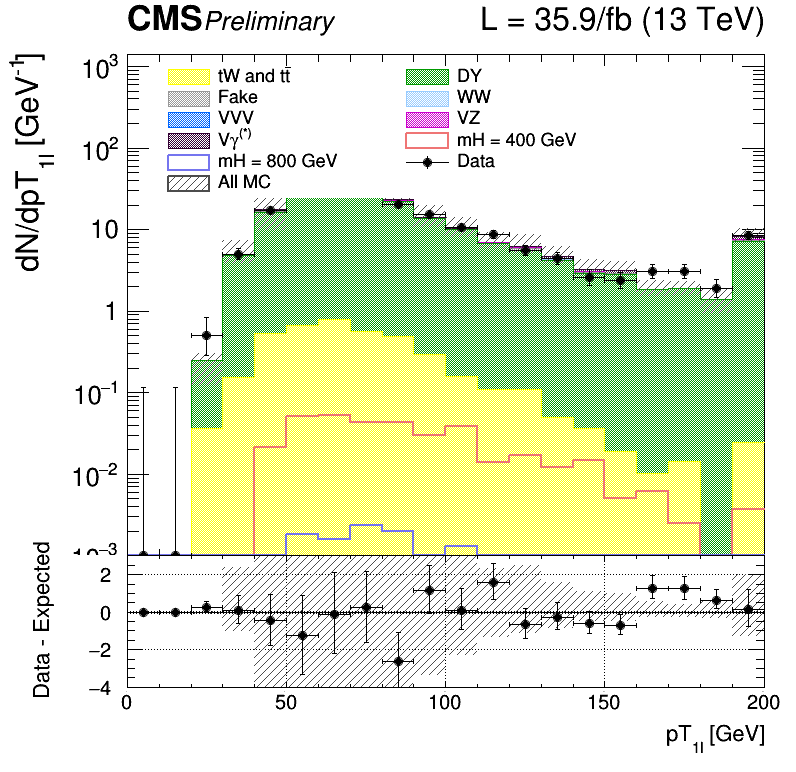 CMS Preliminary L = 35.9/fb (13 TeV)
dN/dpT_1l [GeV⁻¹]
10³
10²
10
1
10⁻¹
10⁻²
10⁻³
tW and tt̄
DY
Fake
WW
VVV
VZ
Vγ⁽*⁾
mH = 400 GeV
mH = 800 GeV
Data
All MC
Data - Expected
2
0
−2
−4
0 50 100 150 200
pT_1l [GeV]